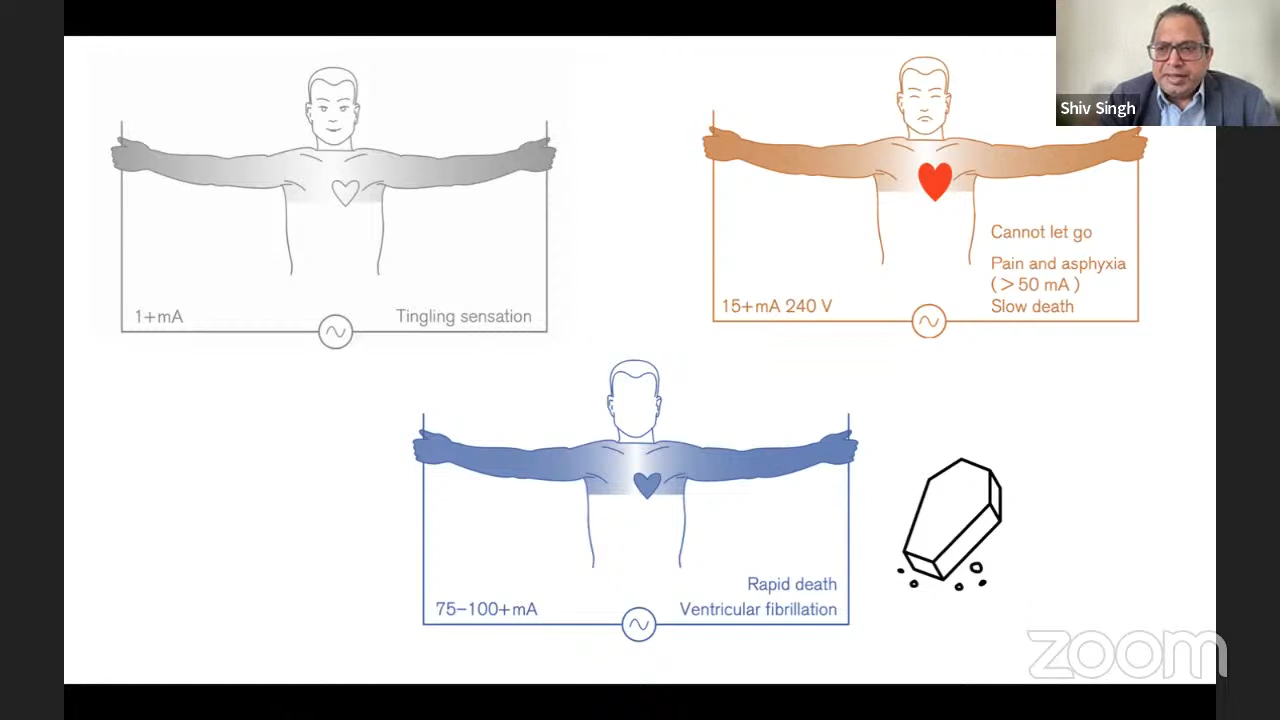 Shiv Singh
1+mA
Tingling sensation
Cannot let go
Pain and asphyxia
(>50 mA)
15+mA 240 V
Slow death
Rapid death
75–100+mA
Ventricular fibrillation
zoom